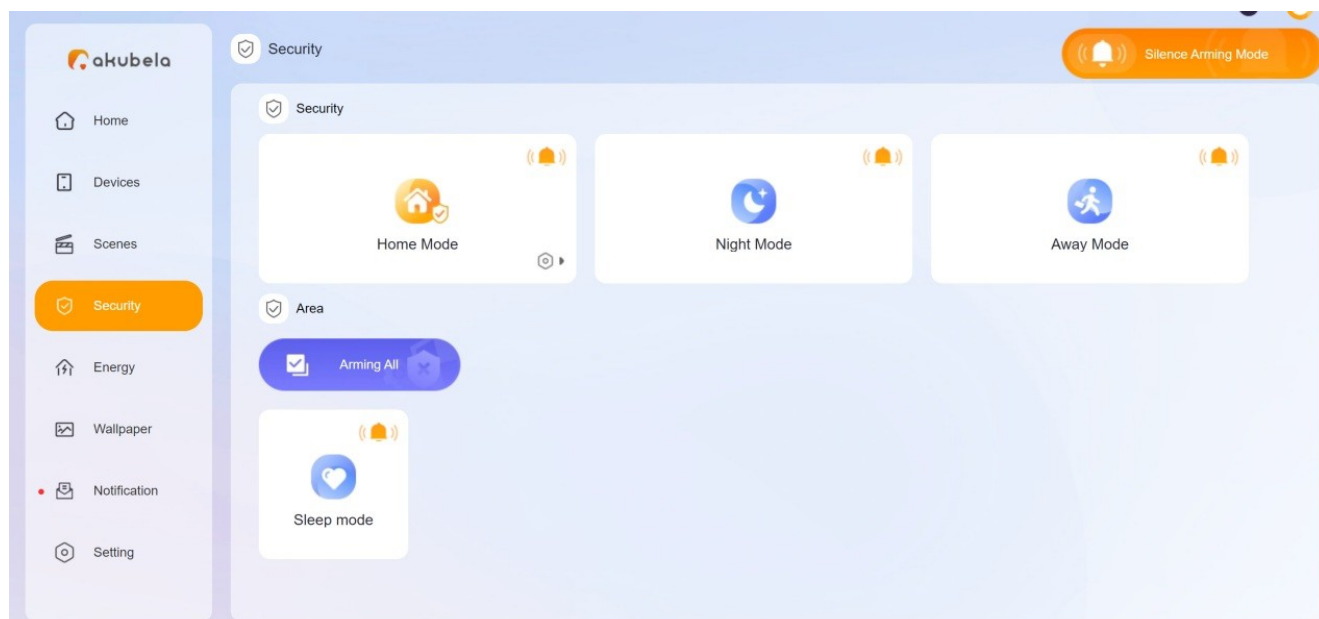 akubela
Home
Devices
Scenes
Security
Energy
Wallpaper
Notification
Setting
Security
Silence Arming Mode
Security
Home Mode
Night Mode
Away Mode
Area
Arming All
Sleep mode